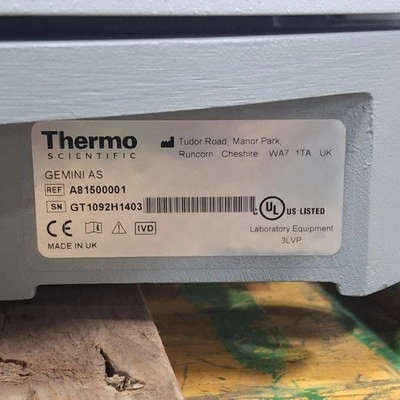 Thermo
SCIENTIFIC
Tudor Road, Manor Park,
Runcorn Cheshire WA7 1TA UK
GEMINI AS
REF A81500001
SN GT1092H1403
C UL US LISTED
CE IVD
Laboratory Equipment
3LVP
MADE IN UK